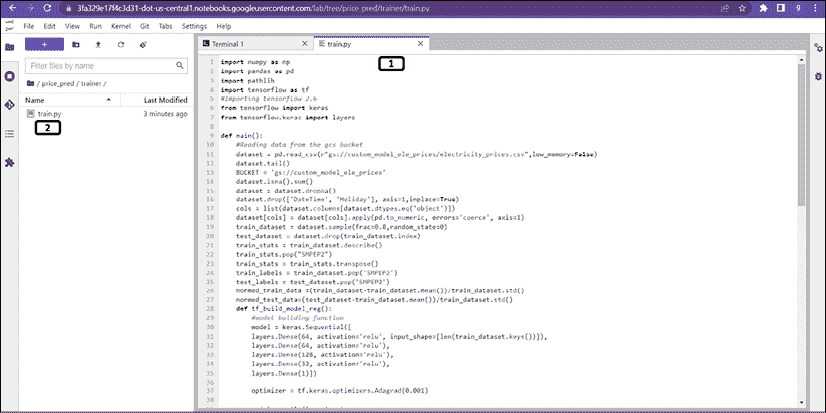 3fa329e17f4c3d31-dot-us-central1.notebooks.googleusercontent.com/lab/tree/price_pred/trainer/train.py
File Edit View Run Kernel Git Tabs Settings Help
Terminal 1
train.py
1
Filter files by name
/ price_pred / trainer /
Name Last Modified
train.py 3 minutes ago
2
1 import numpy as np
2 import pandas as pd
3 import pathlib
4 import tensorflow as tf
5 #Importing tensorflow 2.6
6 from tensorflow import keras
7 from tensorflow.keras import layers
8
9 def main():
10 #Reading data from the gcs bucket
11 dataset = pd.read_csv(r"gs://custom_model_ele_prices/electricity_prices.csv",low_memory=False)
12 dataset.tail()
13 BUCKET = 'gs://custom_model_ele_prices'
14 dataset.isna().sum()
15 dataset = dataset.dropna()
16 dataset.drop(['DateTime', 'Holiday'], axis=1,inplace=True)
17 cols = list(dataset.columns[dataset.dtypes.eq('object')])
18 dataset[cols] = dataset[cols].apply(pd.to_numeric, errors='coerce', axis=1)
19 train_dataset = dataset.sample(frac=0.8,random_state=0)
20 test_dataset = dataset.drop(train_dataset.index)
21 train_stats = train_dataset.describe()
22 train_stats.pop("SMPEP2")
23 train_stats = train_stats.transpose()
24 train_labels = train_dataset.pop('SMPEP2')
25 test_labels = test_dataset.pop('SMPEP2')
26 normed_train_data =(train_dataset-train_dataset.mean())/train_dataset.std()
27 normed_test_data=(test_dataset-train_dataset.mean())/train_dataset.std()
28 def tf_build_model_reg():
29 #model building function
30 model = keras.Sequential([
31 layers.Dense(64, activation='relu', input_shape=[len(train_dataset.keys())]),
32 layers.Dense(64, activation='relu'),
33 layers.Dense(128, activation='relu'),
34 layers.Dense(32, activation='relu'),
35 layers.Dense(1)])
36
37 optimizer = tf.keras.optimizers.Adagrad(0.001)
38